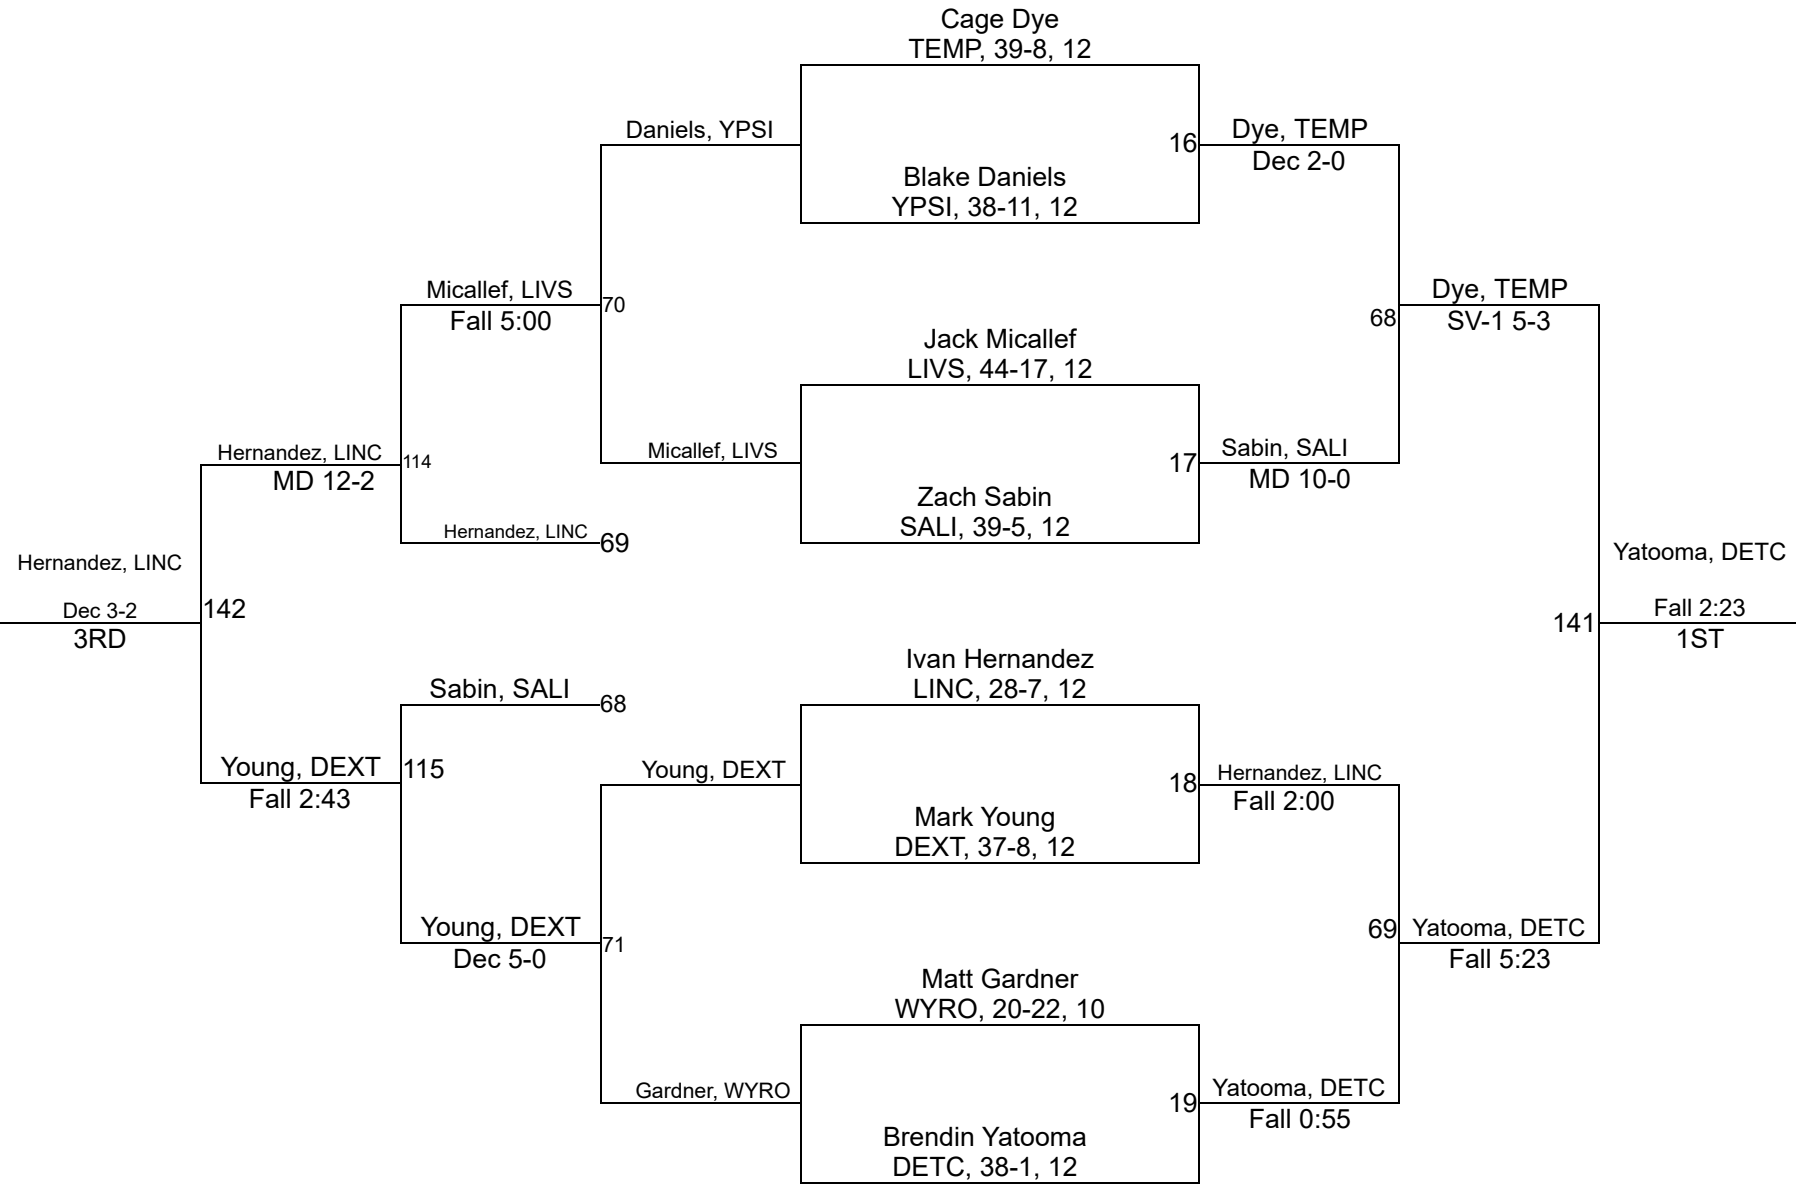 Cage Dye
TEMP, 39-8, 12
Daniels, YPSI
16
Dye, TEMP
Dec 2-0
Blake Daniels
YPSI, 38-11, 12
Micallef, LIVS
Fall 5:00
70
68
Dye, TEMP
SV-1 5-3
Jack Micallef
LIVS, 44-17, 12
Hernandez, LINC
MD 12-2
114
Micallef, LIVS
17
Sabin, SALI
MD 10-0
Zach Sabin
SALI, 39-5, 12
Hernandez, LINC
69
Hernandez, LINC
Dec 3-2
3RD
142
Yatooma, DETC
Fall 2:23
1ST
141
Ivan Hernandez
LINC, 28-7, 12
Sabin, SALI
68
Young, DEXT
Fall 2:43
115
Young, DEXT
18
Hernandez, LINC
Fall 2:00
Mark Young
DEXT, 37-8, 12
Young, DEXT
Dec 5-0
71
69
Yatooma, DETC
Fall 5:23
Matt Gardner
WYRO, 20-22, 10
Gardner, WYRO
19
Yatooma, DETC
Fall 0:55
Brendin Yatooma
DETC, 38-1, 12